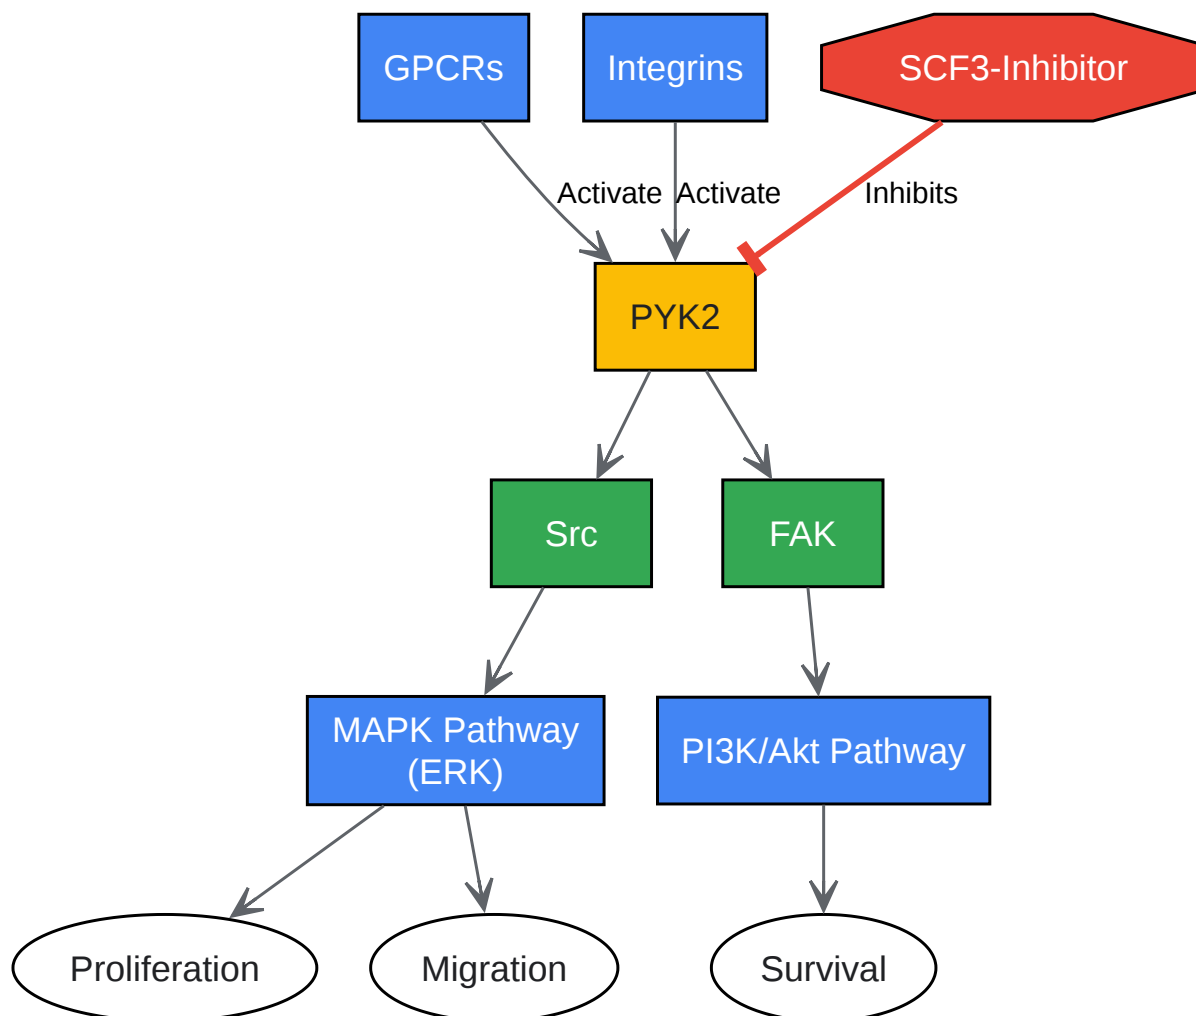 GPCRs
Integrins
SCF3-Inhibitor
Activate
Activate
Inhibits
PYK2
Src
FAK
MAPK Pathway
(ERK)
PI3K/Akt Pathway
Proliferation
Migration
Survival